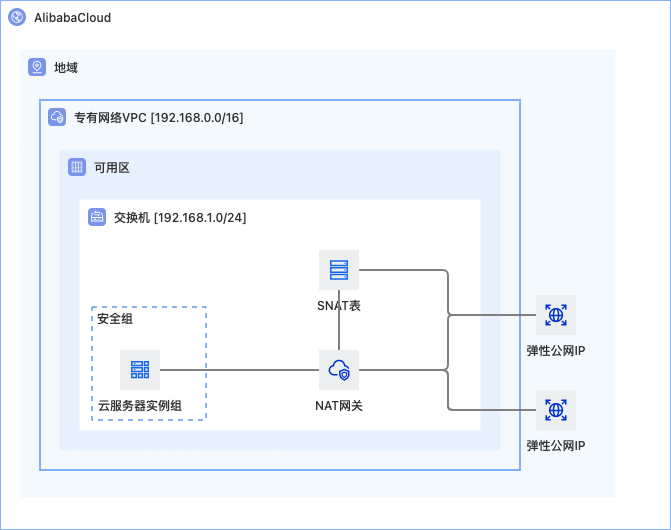 AlibabaCloud
地域
专有网络VPC [192.168.0.0/16]
可用区
交换机 [192.168.1.0/24]
SNAT表
安全组
弹性公网IP
云服务器实例组
NAT网关
弹性公网IP